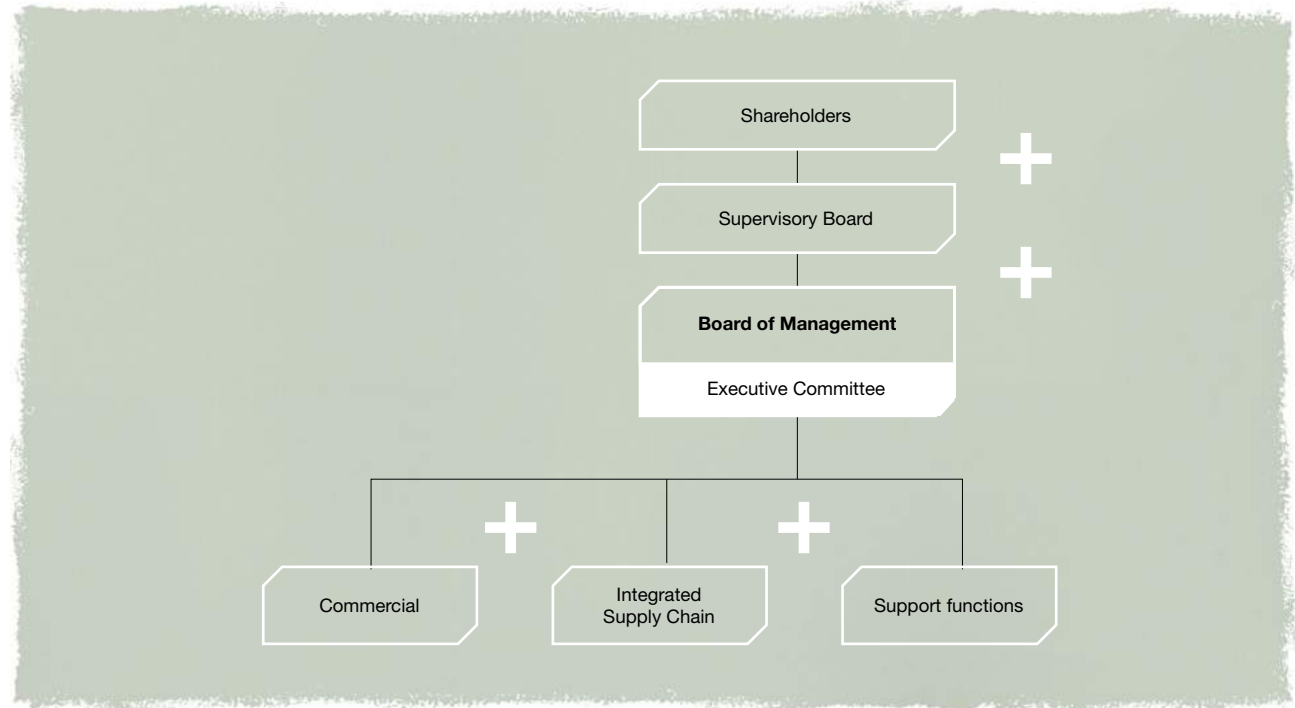 Shareholders
Supervisory Board
Board of Management
Executive Committee
Commercial
Integrated
Supply Chain
Support functions